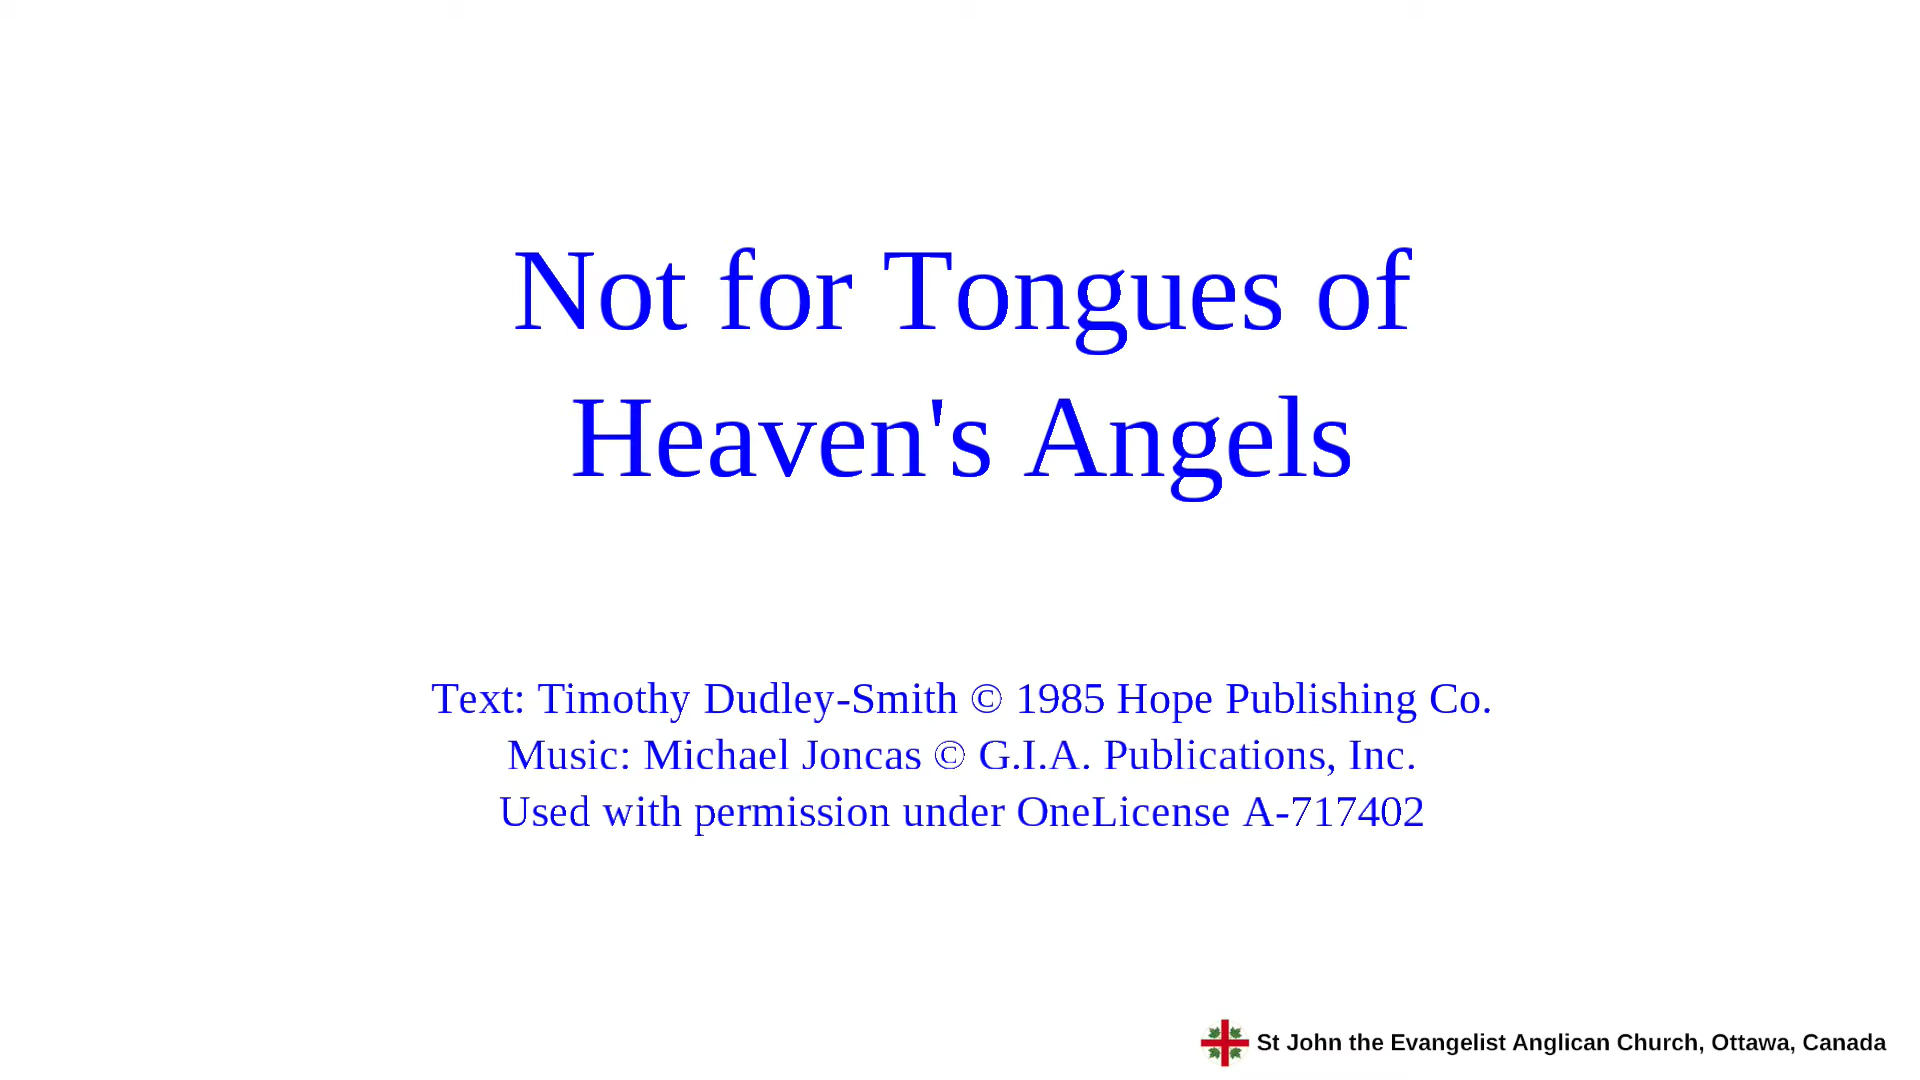 Not for Tongues of
Heaven's Angels
Text: Timothy Dudley-Smith © 1985 Hope Publishing Co.
Music: Michael Joncas © G.I.A. Publications, Inc.
Used with permission under OneLicense A-717402
St John the Evangelist Anglican Church, Ottawa, Canada